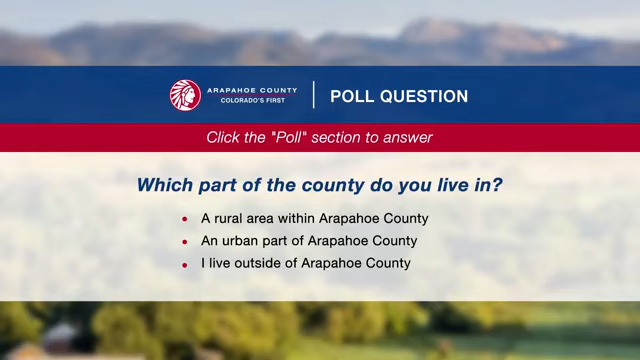 ARAPAHOE COUNTY
COLORADO'S FIRST
POLL QUESTION
Click the "Poll" section to answer
Which part of the county do you live in?
• A rural area within Arapahoe County
• An urban part of Arapahoe County
• I live outside of Arapahoe County